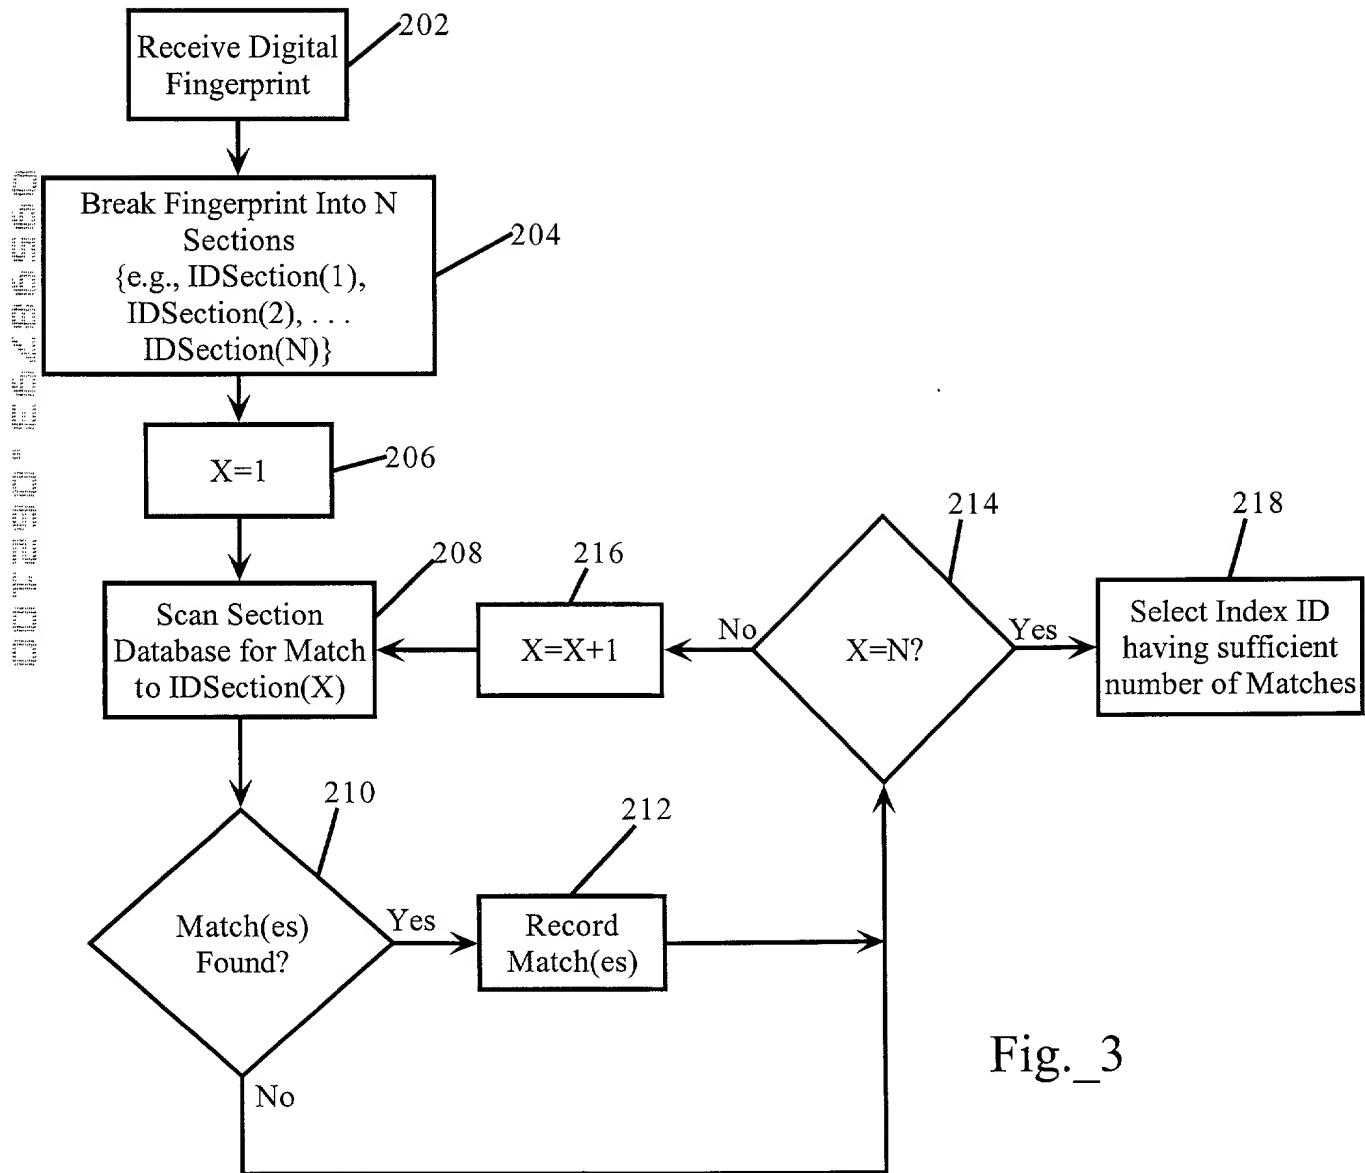 202
Receive Digital
Fingerprint
Break Fingerprint Into N
Sections
{e.g., IDSection(1),
IDSection(2), . . .
IDSection(N)}
204
X=1
206
208
216
214
218
Scan Section
Database for Match
to IDSection(X)
X=X+1
No
X=N?
Yes
Select Index ID
having sufficient
number of Matches
210
212
Match(es)
Found?
Yes
Record
Match(es)
No
Fig._3